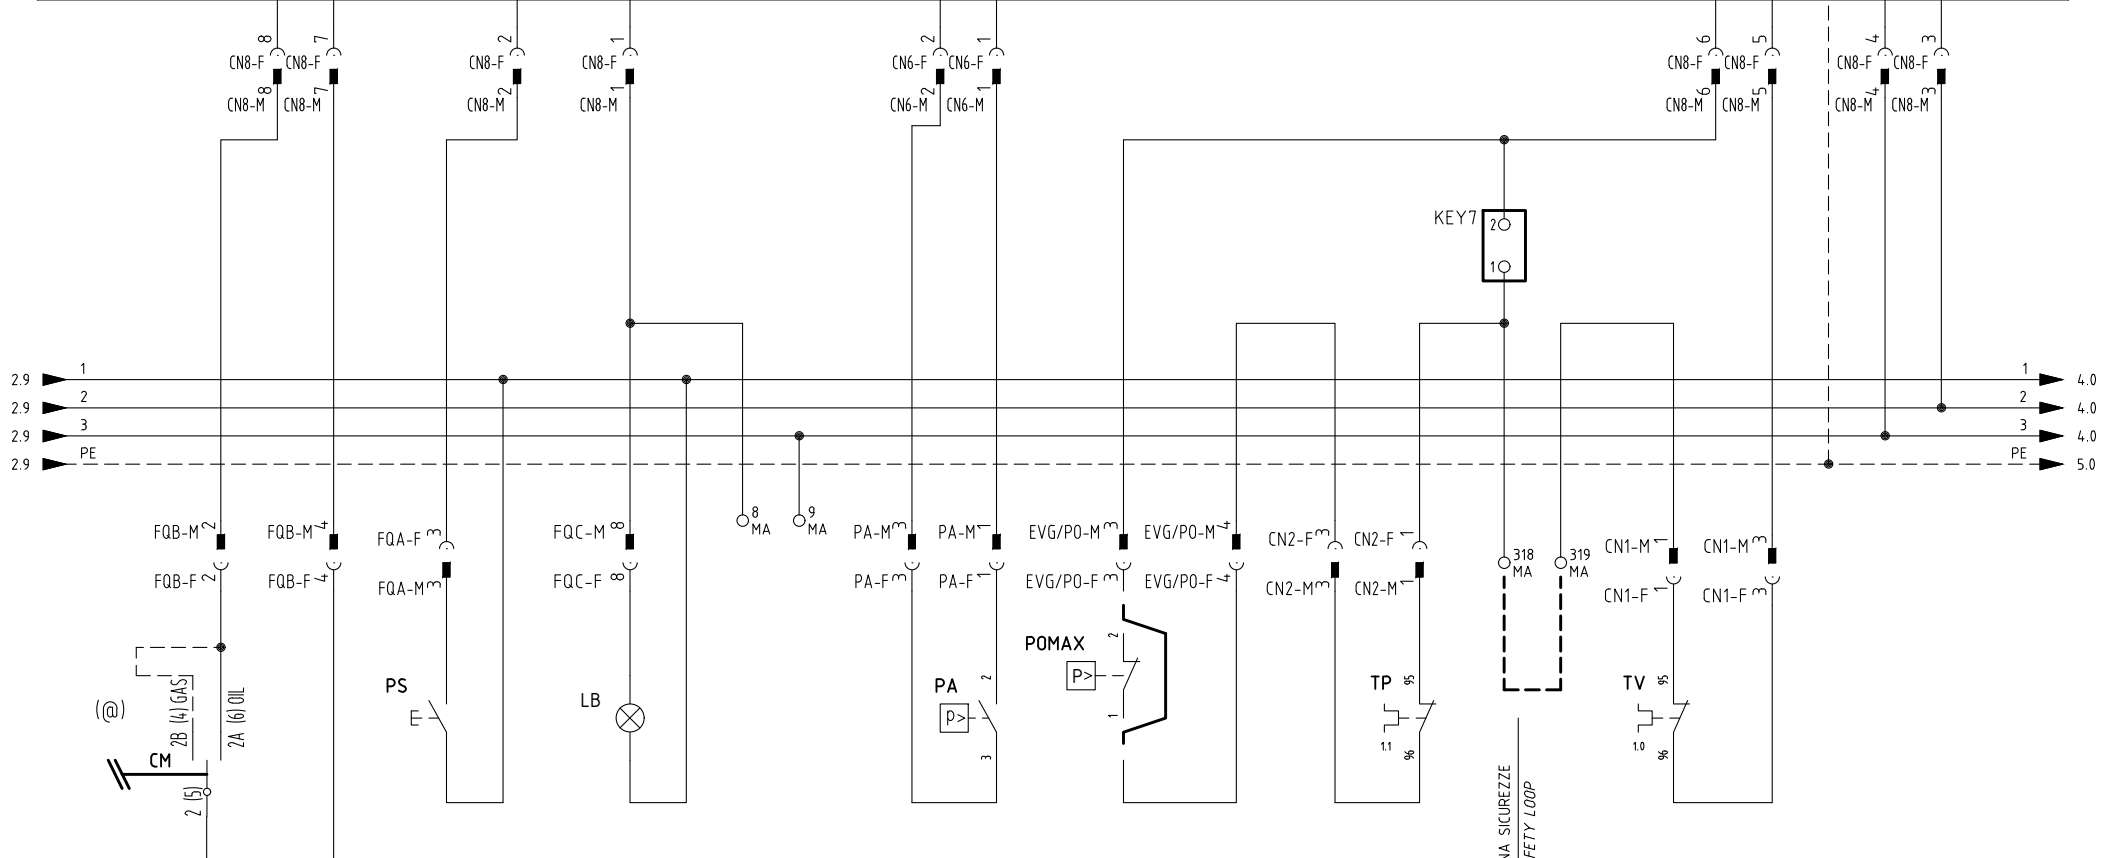 8 7 2 1 2 1 6 5 4 3
CN8-F CN8-F CN8-F CN8-F CN6-F CN6-F CN8-F CN8-F CN8-F CN8-F
8 7 2 1 2 1 6 5 4 3
CN8-M CN8-M CN8-M CN8-M CN6-M CN6-M CN8-M CN8-M CN8-M CN8-M
KEY7
2
1
2.9 1 1 4.0
2.9 2 2 4.0
2.9 3 3 4.0
2.9 PE PE 5.0
8
MA
9
MA
FQB-M 2
FQB-F 2
FQB-M 4
FQB-F 4
FQA-F 3
FQA-M 3
FQC-M 8
FQC-F 8
PA-M 3
PA-F 3
PA-M 1
PA-F 1
EVG/PO-M 3
EVG/PO-F 3
EVG/PO-M 4
EVG/PO-F 4
CN2-F 3
CN2-M 3
CN2-F 1
CN2-M 1
318
MA
319
MA
CN1-M 1
CN1-F 1
CN1-M 3
CN1-F 3
(@)
2B (4) GAS
2A (6) OIL
CM
2 (5)
PS
LB
PA
P>
2
3
POMAX
P>
2
1
TP
95
96
1.1
TV
95
96
1.0
NA SICUREZZE
FETY LOOP